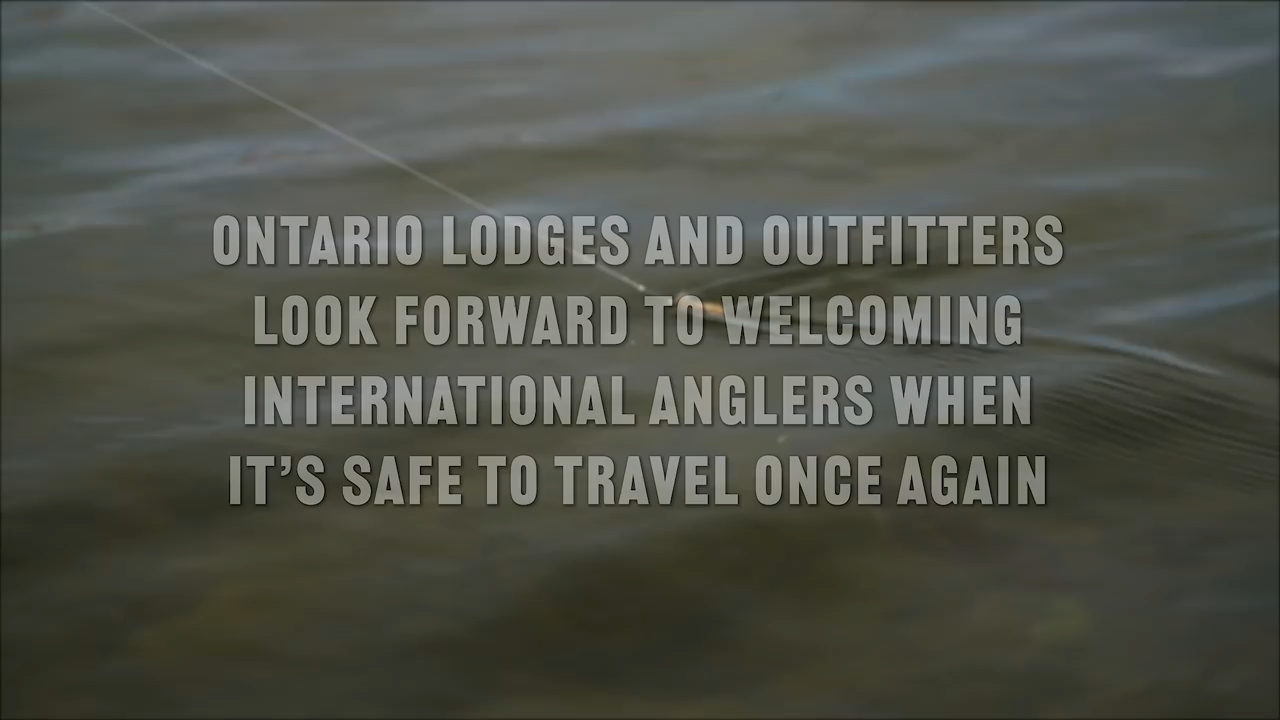 ONTARIO LODGES AND OUTFITTERS
LOOK FORWARD TO WELCOMING
INTERNATIONAL ANGLERS WHEN
IT’S SAFE TO TRAVEL ONCE AGAIN